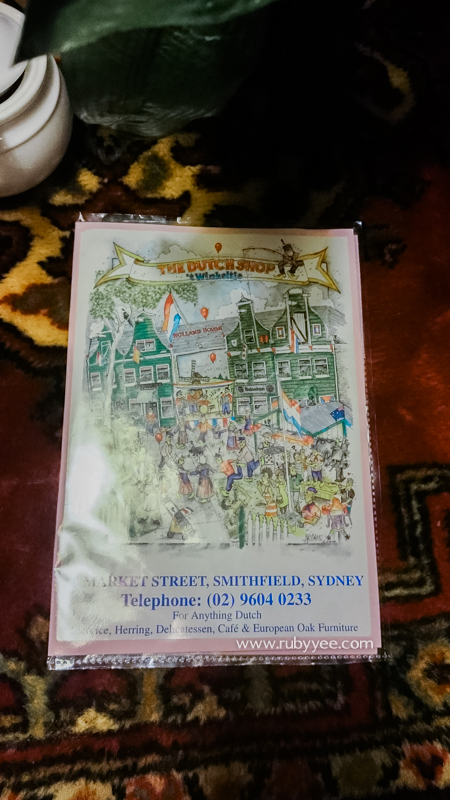 THE DUTCH SHOP
't Winkeltje
HOLLAND HOUSE
MARKET STREET, SMITHFIELD, SYDNEY
Telephone: (02) 9604 0233
For Anything Dutch
Herring, Delicatessen, Café & European Oak Furniture
www.rubyyee.com